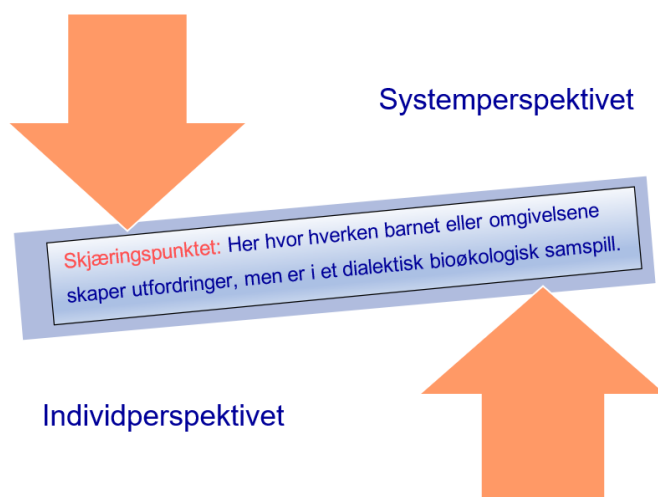 Systemperspektivet
Skjæringspunktet: Her hvor hverken barnet eller omgivelsene
skaper utfordringer, men er i et dialektisk bioøkologisk samspill.
Individperspektivet